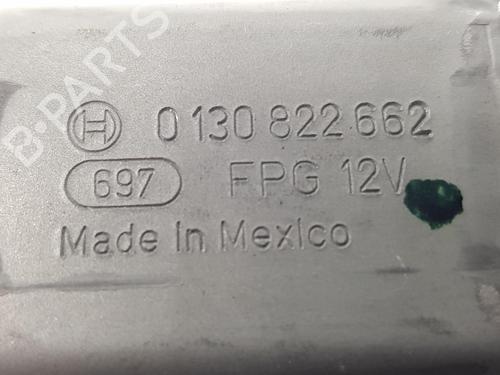 B-PARTS
0 130 822 662
697 FPG 12V
Made in Mexico